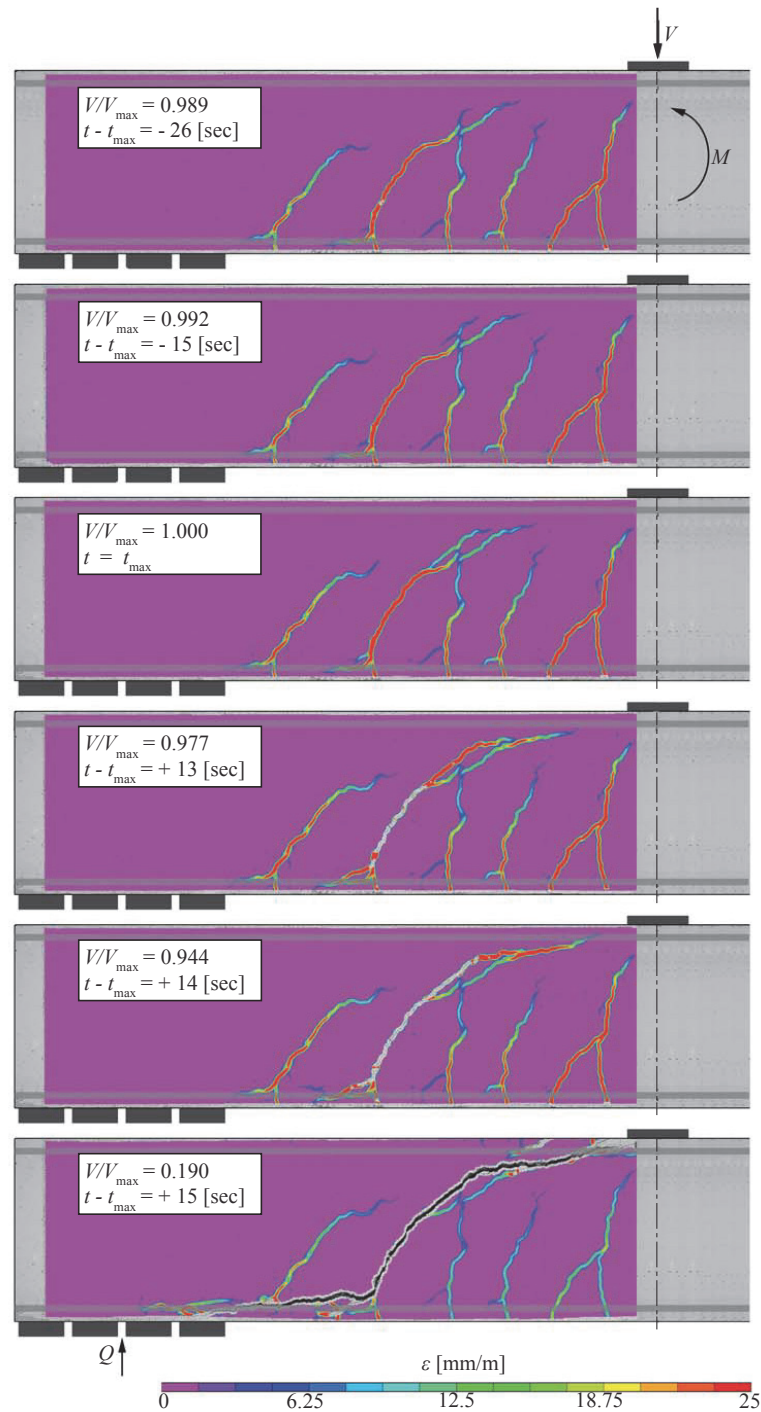 V
V/Vmax = 0.989
t - tmax = - 26 [sec]
M
V/Vmax = 0.992
t - tmax = - 15 [sec]
V/Vmax = 1.000
t = tmax
V/Vmax = 0.977
t - tmax = + 13 [sec]
V/Vmax = 0.944
t - tmax = + 14 [sec]
V/Vmax = 0.190
t - tmax = + 15 [sec]
Q
ε [mm/m]
0 6.25 12.5 18.75 25